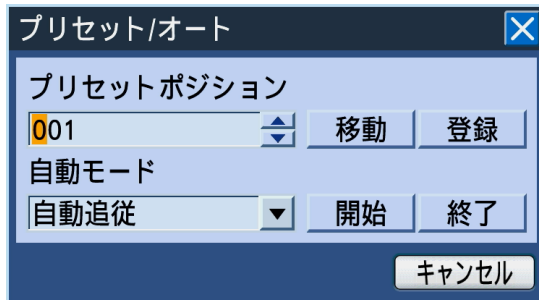 プリセット/オート
プリセットポジション
001 移動 登録
自動モード
自動追従 開始 終了
キャンセル